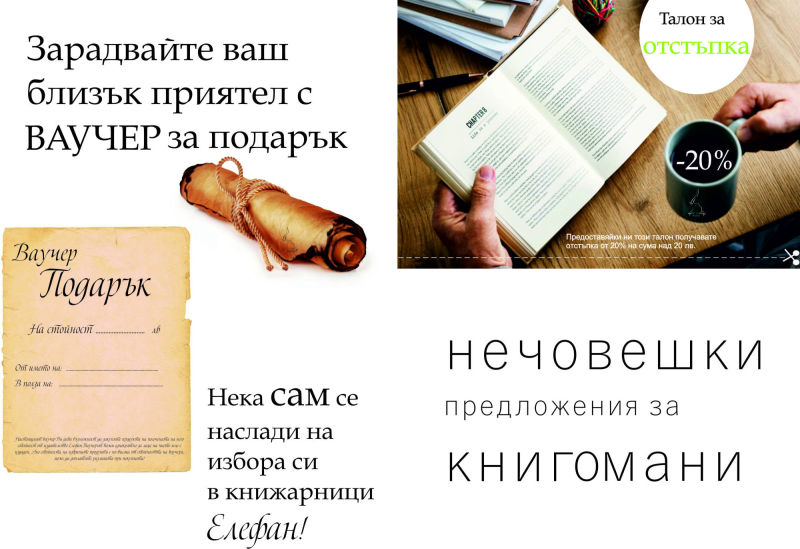 Зарадвайте ваш
близък приятел с
ВАУЧЕР за подарък
Ваучер
Подарък
На стойност лв
От името на:
В полза на:
Нека сам се
наслади на
избора си
в книжарници
Елефан!
Талон за
отстъпка
CHAPTER 8
-20%
Предоставяйки ни този талон получавате
отстъпка от 20% на сума над 20 лв.
нечовешки
предложения за
книгомани